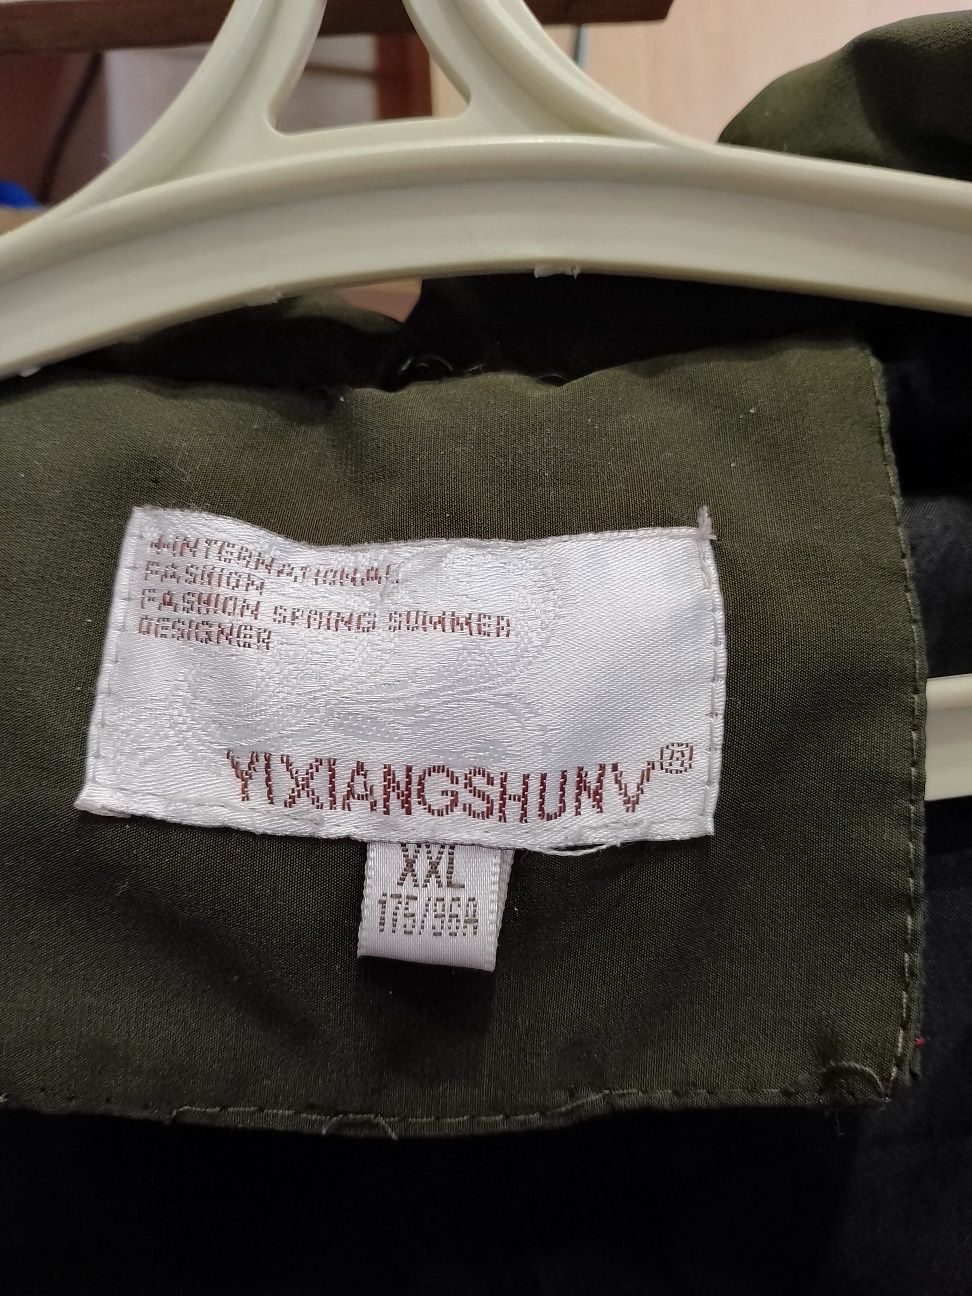 +INTERNATIONAL
FASHION
FASHION SPRING SUMMER
DESIGNER
YIXIANGSHUNV®
XXL
175/96A